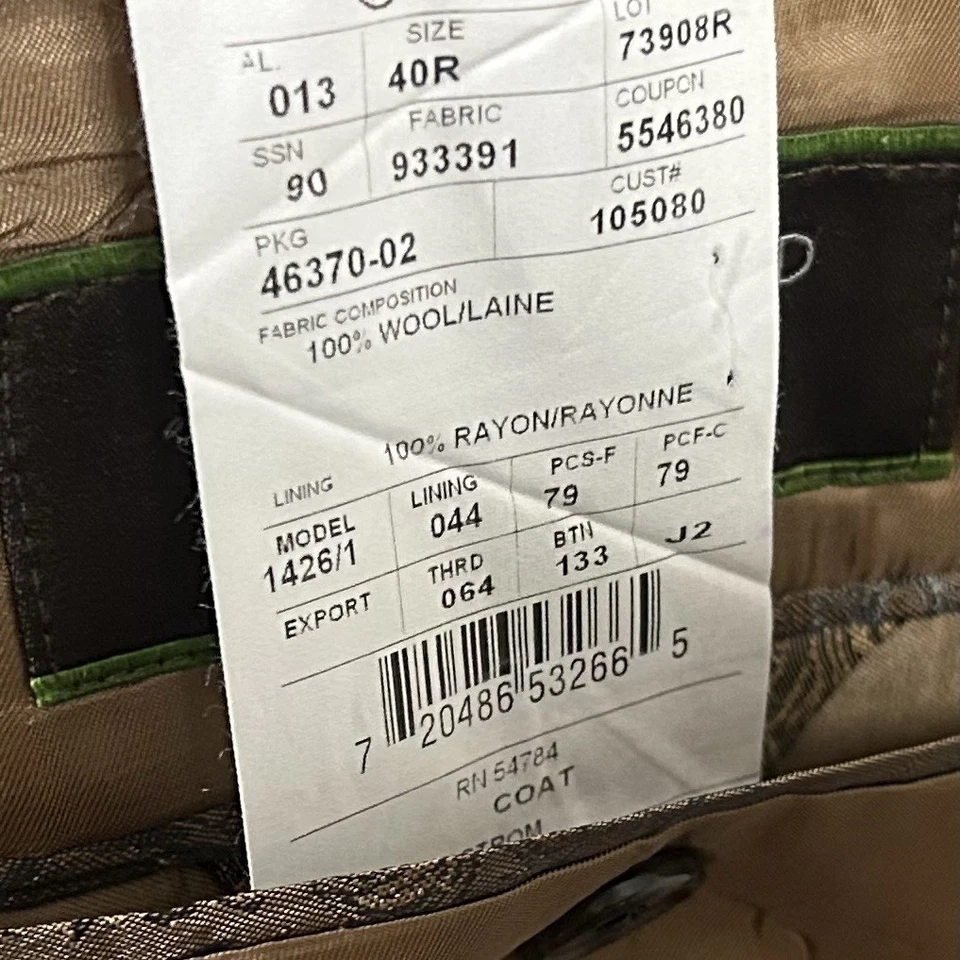 AL. SIZE LOT
013 40R 73908R
SSN FABRIC COUPON
90 933391 5546380
PKG CUST#
46370-02 105080
FABRIC COMPOSITION
100% WOOL/LAINE
100% RAYON/RAYONNE
LINING
MODEL LINING PCS-F PCF-C
1426/1 044 79 79
EXPORT THRD BTN J2
064 133
7 20486 53266 5
RN 54784
COAT